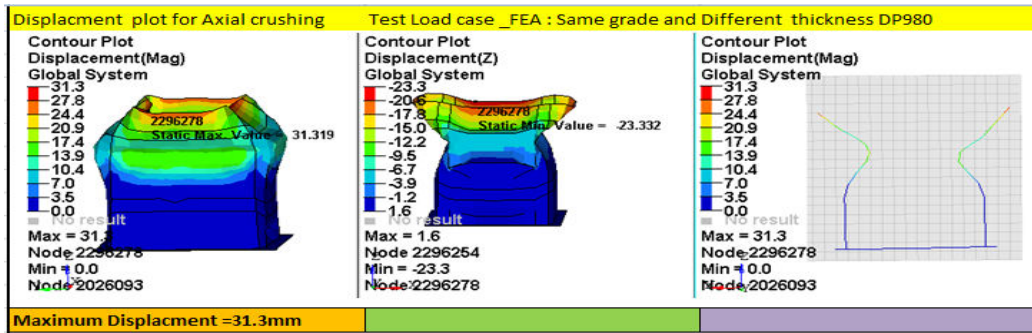 Displacment plot for Axial crushing Test Load case _FEA : Same grade and Different thickness DP980
Contour Plot
Displacement(Mag)
Global System
31.3
27.8
24.4
20.9
17.4
13.9
10.4
7.0
3.5
0.0
No result
Max = 31.3
Node 2296278
Min = 0.0
Node 2026093
2296278
Static Max. Value = 31.319
Contour Plot
Displacement(Z)
Global System
-23.3
-20.6
-17.8
-15.0
-12.2
-9.5
-6.7
-3.9
-1.2
1.6
No result
Max = 1.6
Node 2296254
Min = -23.3
Node 2296278
2296278
Static Min. Value = -23.332
Contour Plot
Displacement(Mag)
Global System
31.3
27.8
24.4
20.9
17.4
13.9
10.4
7.0
3.5
0.0
No result
Max = 31.3
Node 2296278
Min = 0.0
Node 2026093
Maximum Displacment =31.3mm